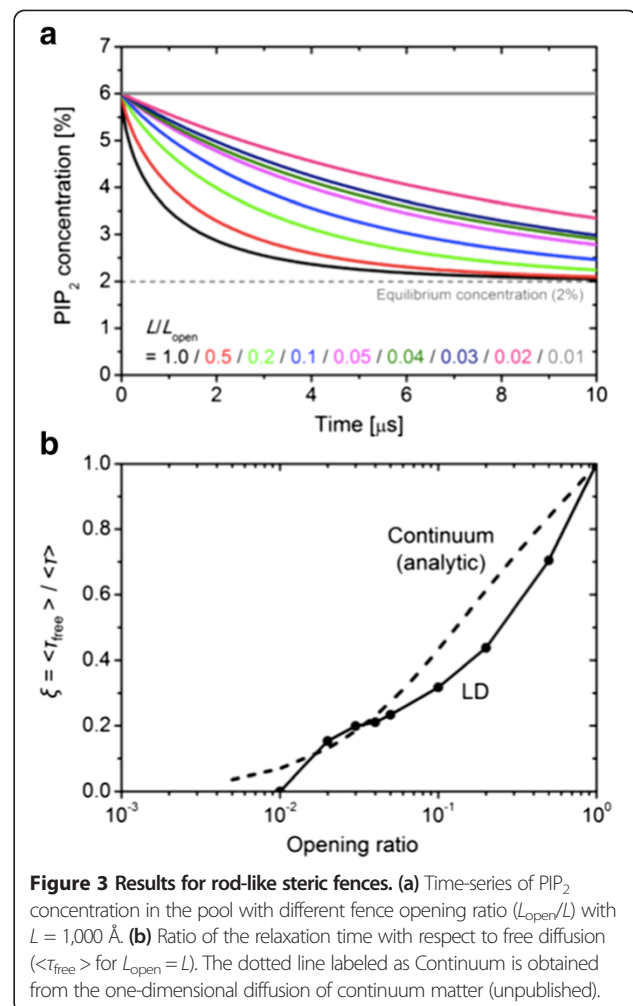 a
7
6
5
4
3
2
1
0
PIP₂ concentration [%]
Equilibrium concentration (2%)
L/L_open
= 1.0 / 0.5 / 0.2 / 0.1 / 0.05 / 0.04 / 0.03 / 0.02 / 0.01
0 2 4 6 8 10
Time [μs]
b
1.0
0.8
0.6
0.4
0.2
0.0
ξ = <τ_free> / <τ>
Continuum
(analytic)
LD
10⁻³ 10⁻² 10⁻¹ 10⁰
Opening ratio
Figure 3 Results for rod-like steric fences. (a) Time-series of PIP₂
concentration in the pool with different fence opening ratio (L_open/L) with
L = 1,000 Å. (b) Ratio of the relaxation time with respect to free diffusion
(<τ_free > for L_open = L). The dotted line labeled as Continuum is obtained
from the one-dimensional diffusion of continuum matter (unpublished).